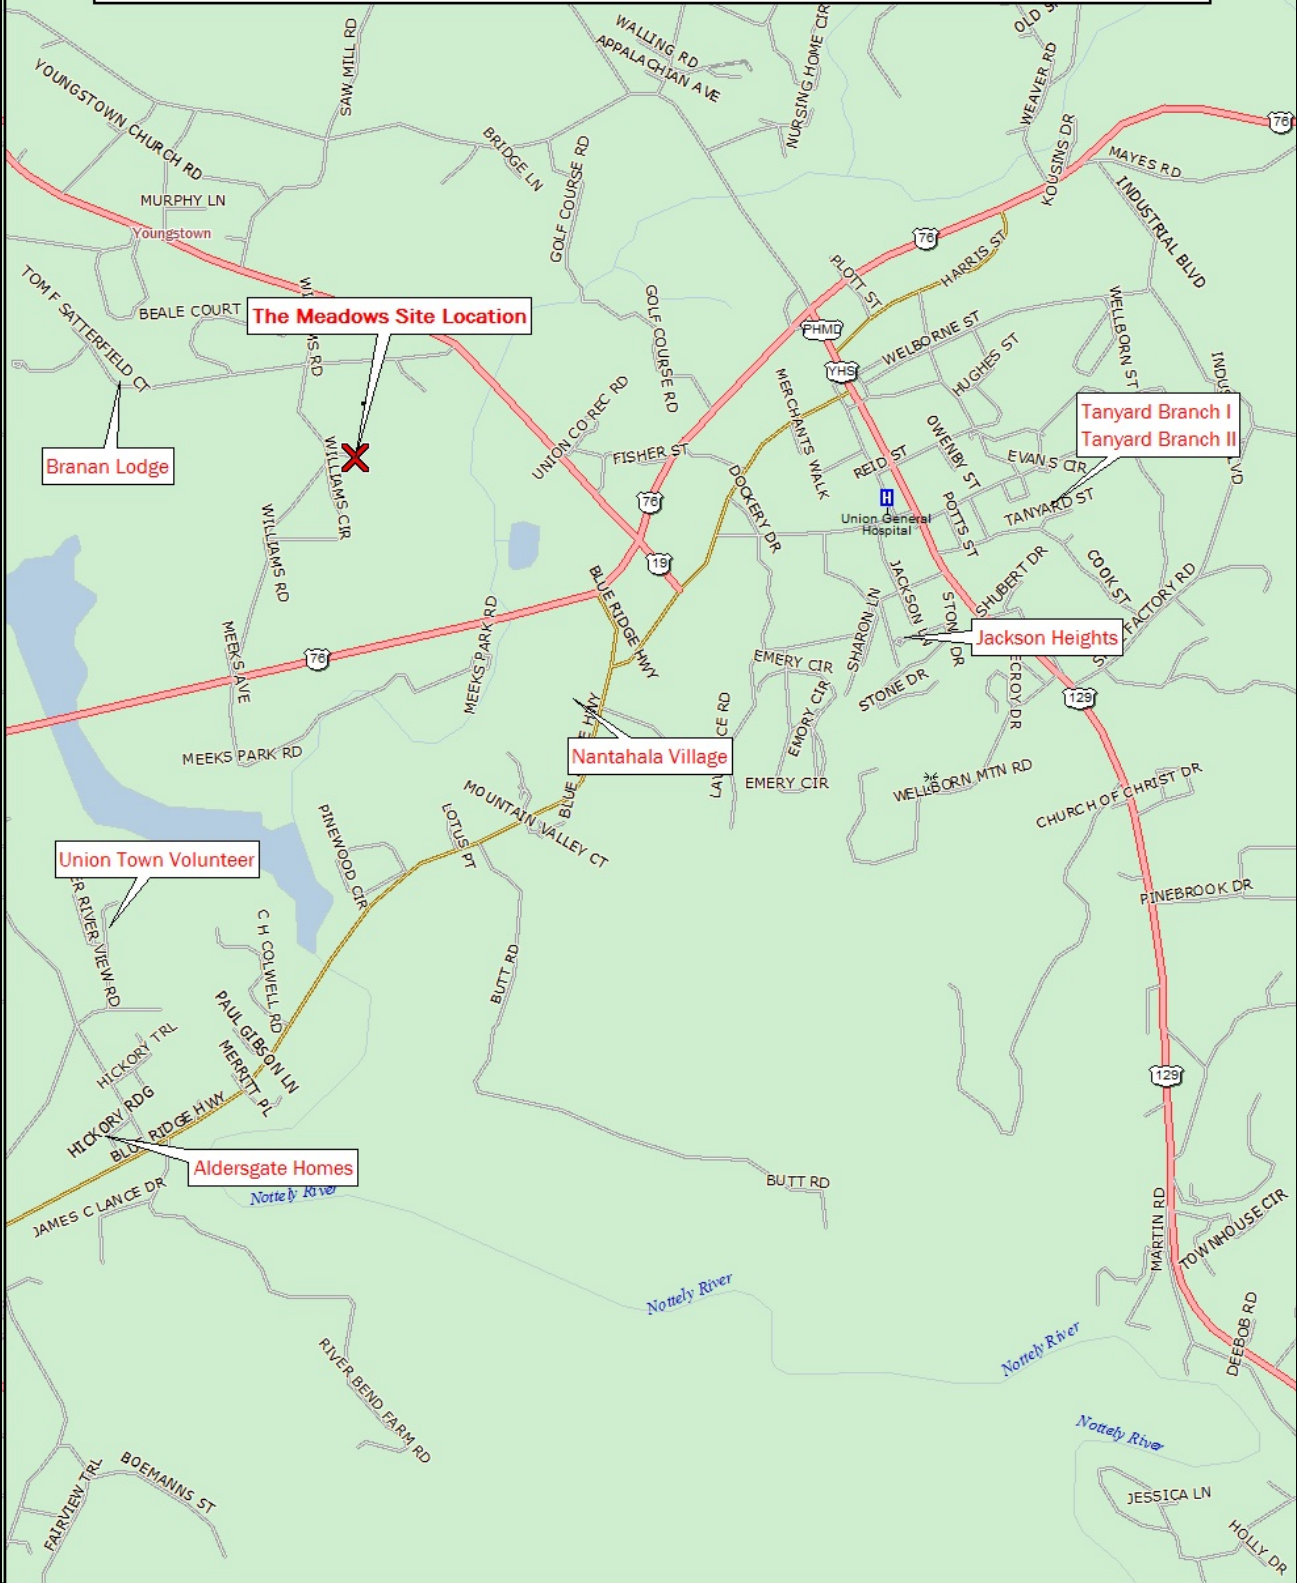 OLD
WALLING RD
APPALACHIAN AVE
NURSING HOME CIR
SAW MILL RD
WEAVER RD
YOUNGSTOWN CHURCH RD
BRIDGE LN
GOLF COURSE RD
KOUSINS DR
76
MAYES RD
MURPHY LN
Youngstown
INDUSTRIAL BLVD
76
HARRIS ST
PLOTT ST
TOM F SATTERFIELD CT
BEALE COURT
The Meadows Site Location
GOLF COURSE RD
PHMD
WELBORNE ST
WELLBORN ST
YHS
HUGHES ST
MERCHANTS WALK
UNION CO REC RD
Tanyard Branch I
Tanyard Branch II
Branan Lodge
WILLIAMS CIR
FISHER ST
REID ST
OWENBY ST
EVANS CIR
DOCKERY DR
76
H
Union General
Hospital
POTTS ST
TANYARD ST
WILLIAMS RD
19
BLUE RIDGE HWY
JACKSON LN
SHUBERT DR
COOK ST
FACTORY RD
SHARON LN
STONE DR
MEEKS AVE
76
MEEKS PARK RD
Jackson Heights
EMERY CIR
STONE DR
129
EMORY CIR
MEEKS PARK RD
Nantahala Village
EMERY CIR
WELLBORN MTN RD
CHURCH OF CHRIST DR
PINEWOOD CIR
LOTUS PT
MOUNTAIN VALLEY CT
Union Town Volunteer
RIVER VIEW RD
PINEBROOK DR
C H COLWELL RD
BUTT RD
PAUL GIBSON LN
HICKORY TRL
MERRITT PL
129
HICKORY RDG
BLUE RIDGE HWY
Aldersgate Homes
BUTT RD
JAMES C LANCE DR
Nottely River
MARTIN RD
TOWNHOUSE CIR
Nottely River
DEEBOB RD
Nottely River
RIVER BEND FARM RD
Nottely River
FAIRVIEW TRL
BOEMANNS ST
JESSICA LN
HOLLY DR